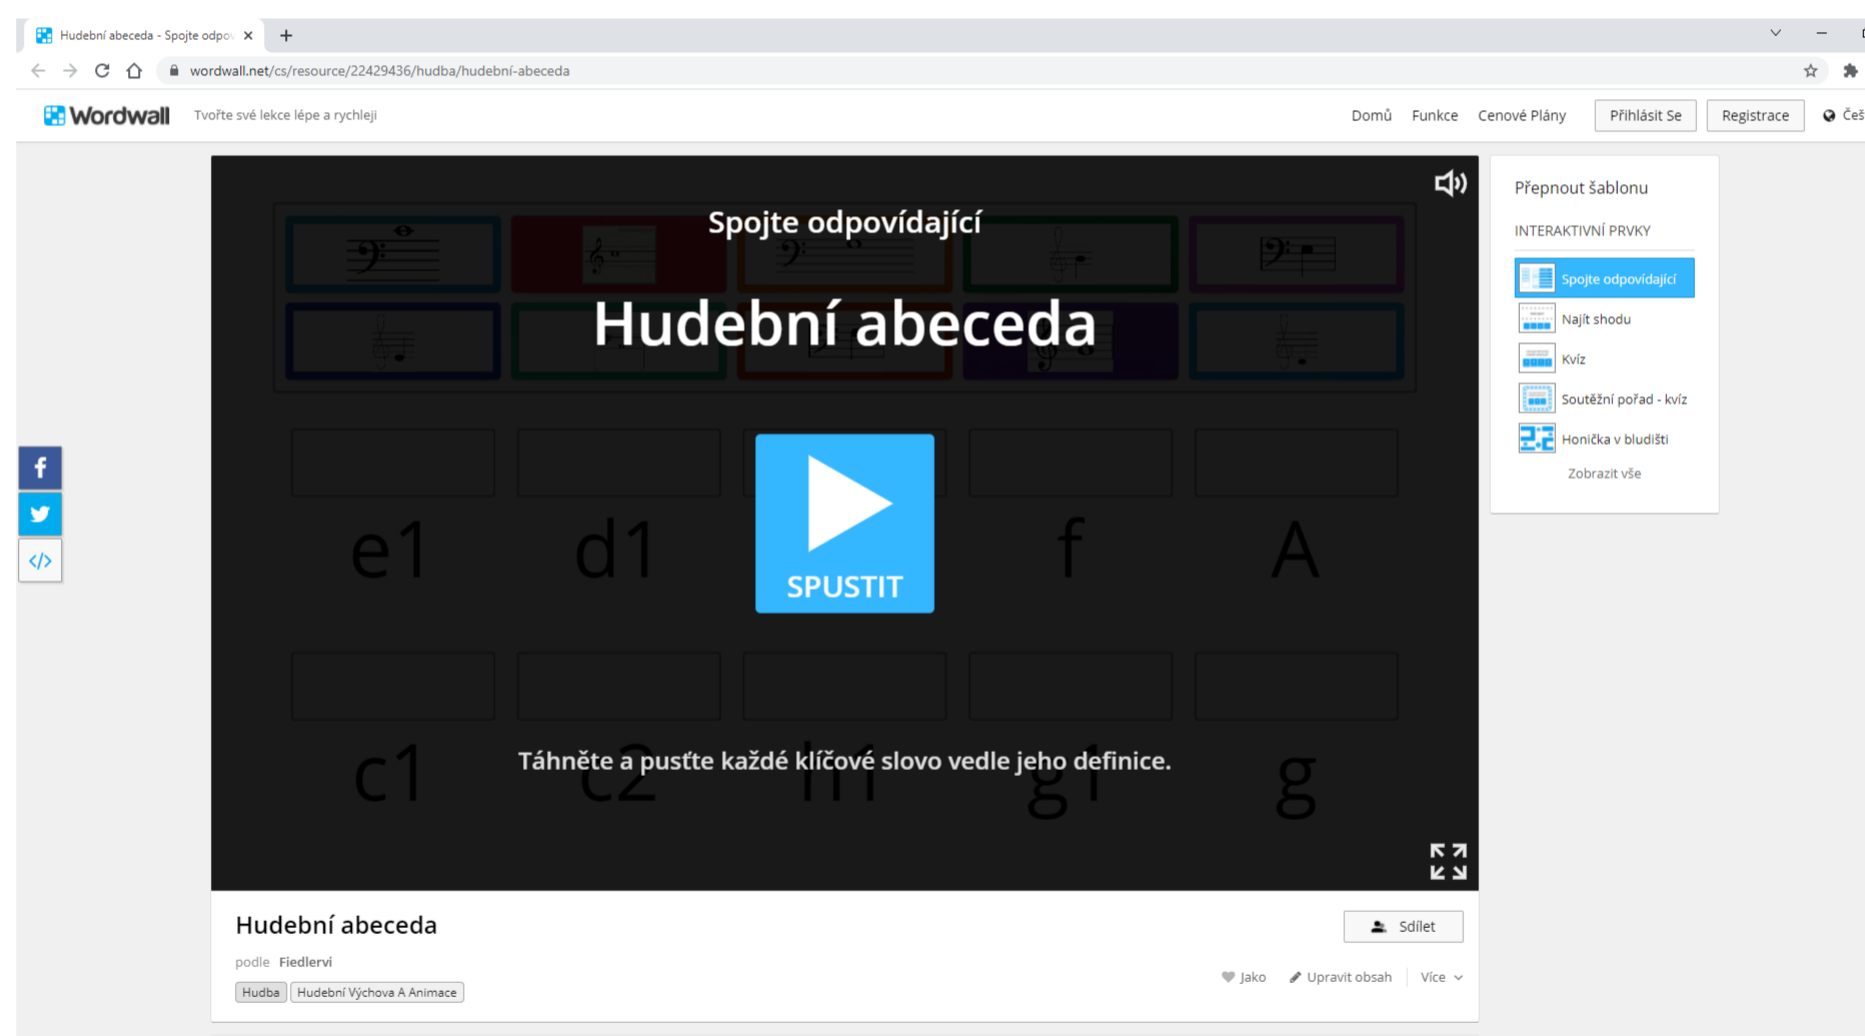 Hudební abeceda - Spojte odpov
wordwall.net/cs/resource/22429436/hudba/hudební-abeceda
Wordwall Tvořte své lekce lépe a rychleji Domů Funkce Cenové Plány Přihlásit Se Registrace Češ
Spojte odpovídající
Hudební abeceda
SPUSTIT
e1 d1 f A
Táhněte a pusťte každé klíčové slovo vedle jeho definice.
c1 c2 h1 g1 g
Přepnout šablonu
INTERAKTIVNÍ PRVKY
Spojte odpovídající
Najít shodu
Kvíz
Soutěžní pořad - kvíz
Honička v bludišti
Zobrazit vše
f
</>
Hudební abeceda
Sdílet
podle Fiedlervi
Jako Upravit obsah Více
Hudba Hudební Výchova A Animace